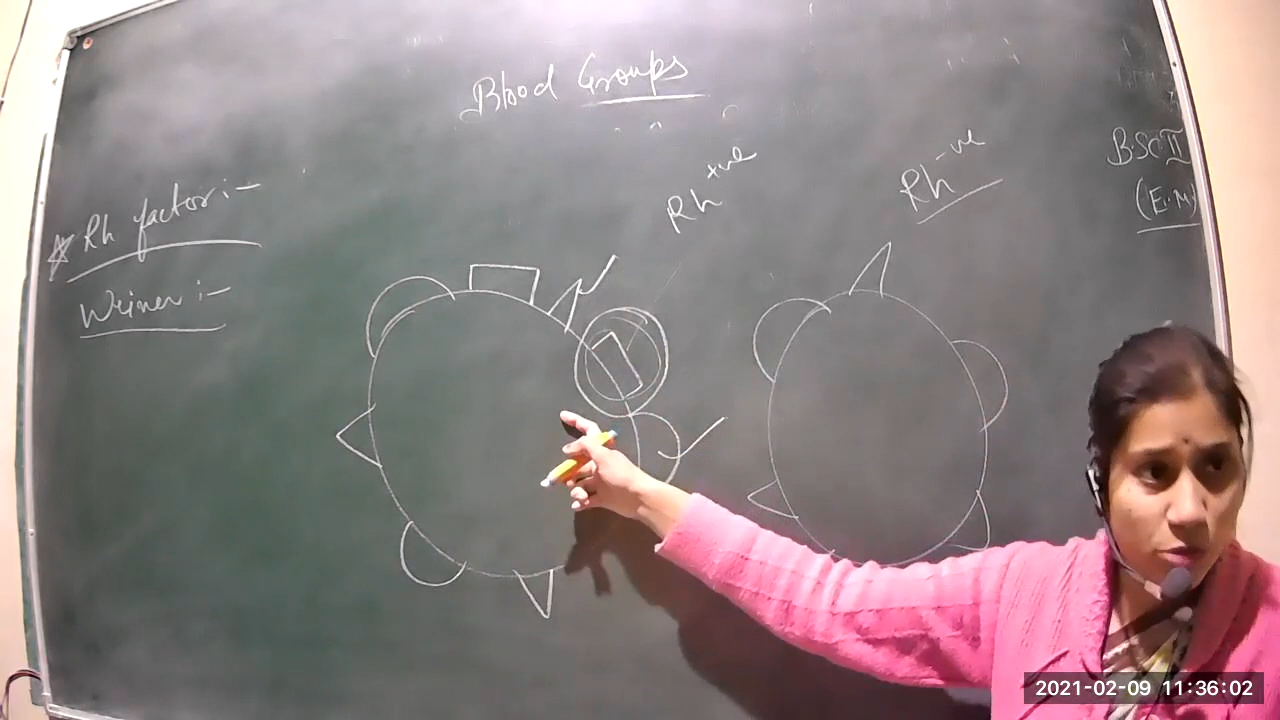 Blood Groups
Rh +ve
Rh -ve
B.Sc II
(E.M)
☆ Rh factor :-
Weiner :-
2021-02-09 11:36:02